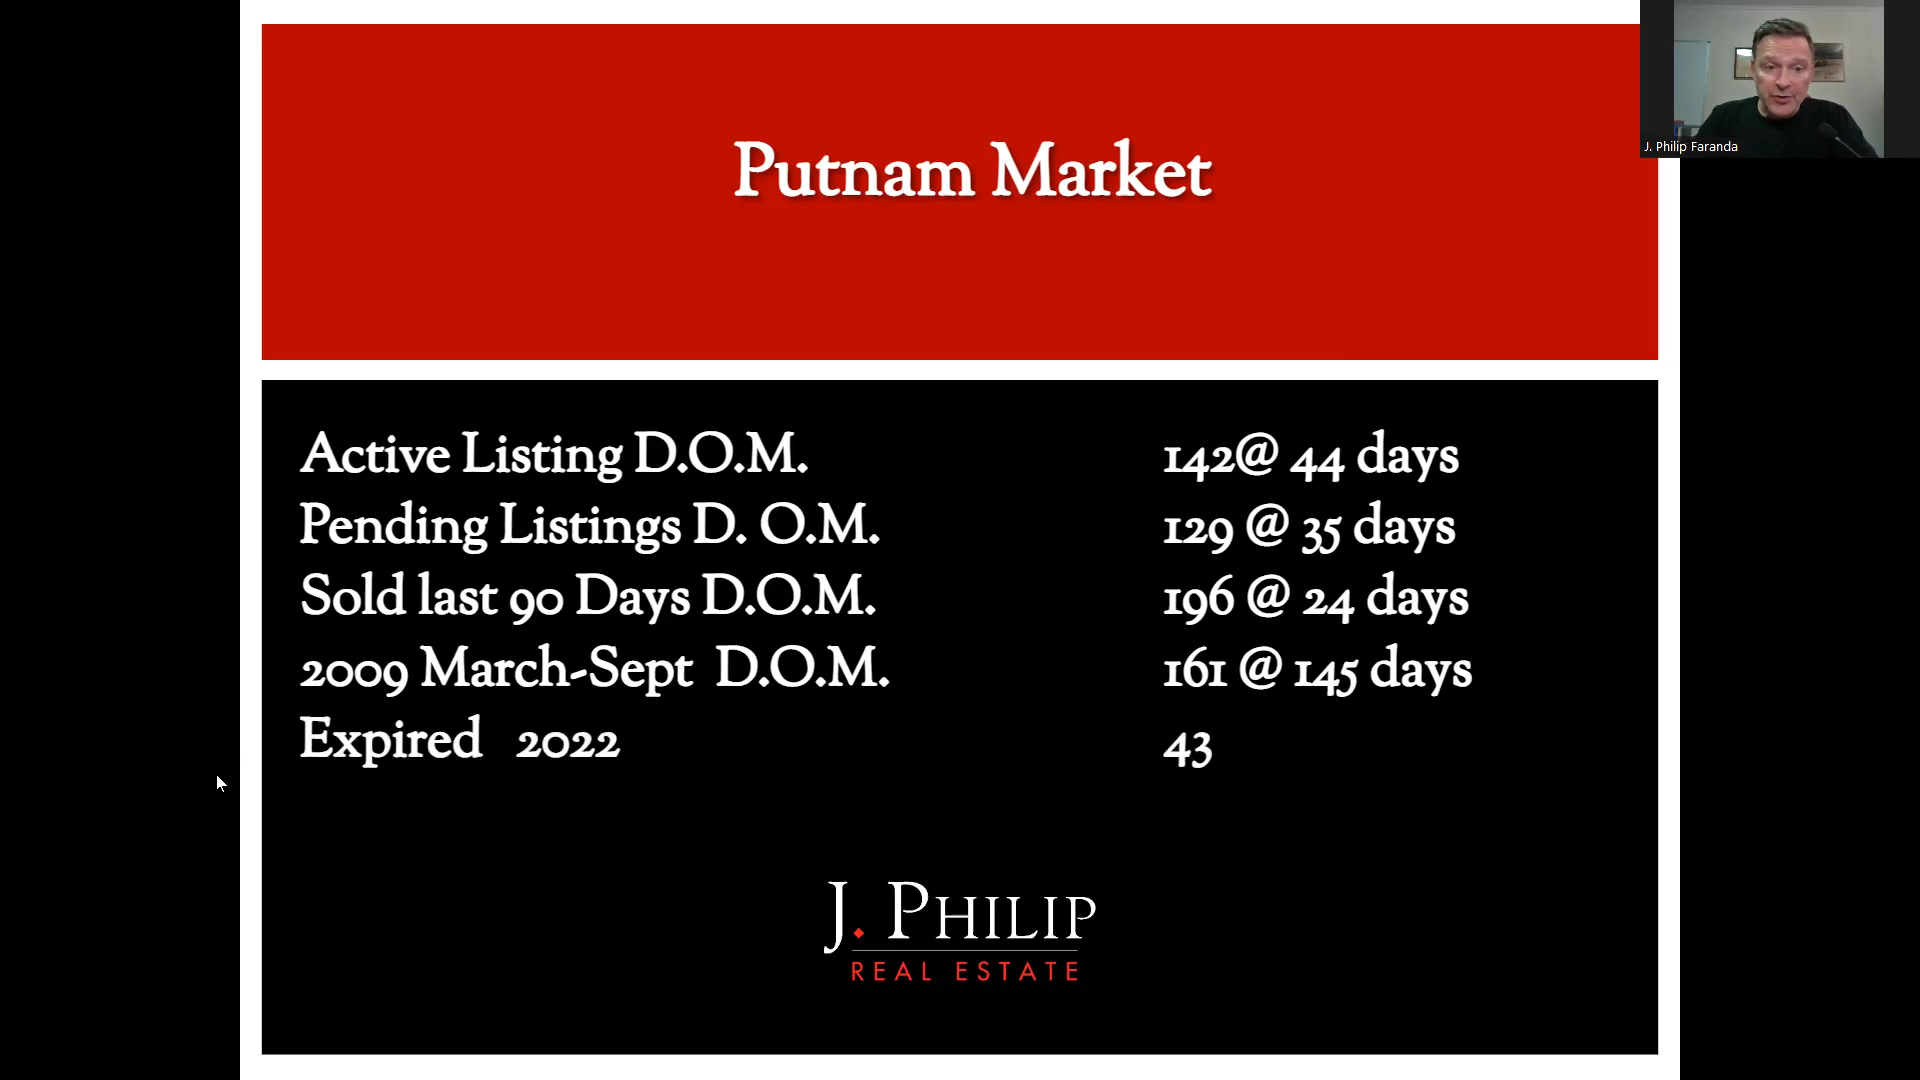 Putnam Market
J. Philip Faranda
Active Listing D.O.M. 142@ 44 days
Pending Listings D. O.M. 129 @ 35 days
Sold last 90 Days D.O.M. 196 @ 24 days
2009 March-Sept D.O.M. 161 @ 145 days
Expired 2022 43
J. PHILIP
REAL ESTATE